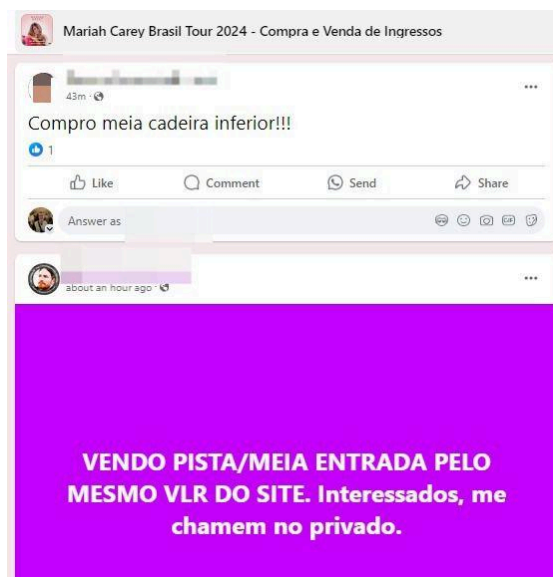 Mariah Carey Brasil Tour 2024 - Compra e Venda de Ingressos
43m ·
Compro meia cadeira inferior!!!
1
Like Comment Send Share
Answer as
GIF
about an hour ago ·
VENDO PISTA/MEIA ENTRADA PELO
MESMO VLR DO SITE. Interessados, me
chamem no privado.